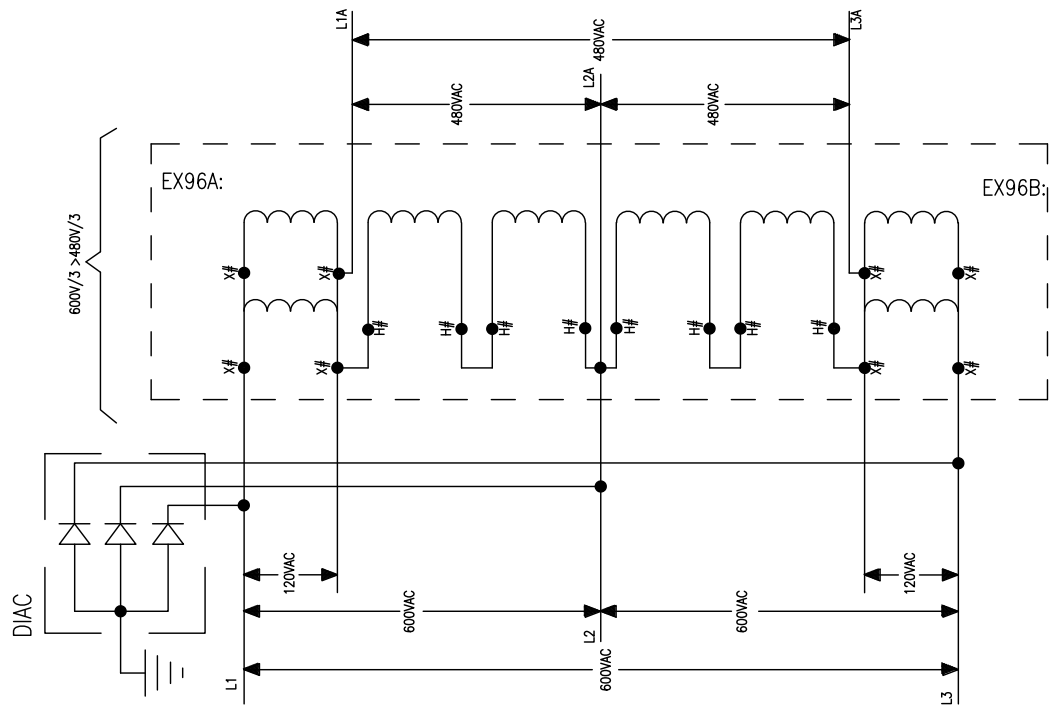 L1A
L3A
480VAC
L2A
480VAC
480VAC
600V/3 >480V/3
EX96A:
EX96B:
X#
X#
X#
X#
H#
H#
H#
H#
H#
H#
H#
H#
X#
X#
X#
X#
DIAC
120VAC
120VAC
600VAC
600VAC
L2
600VAC
L1
L3